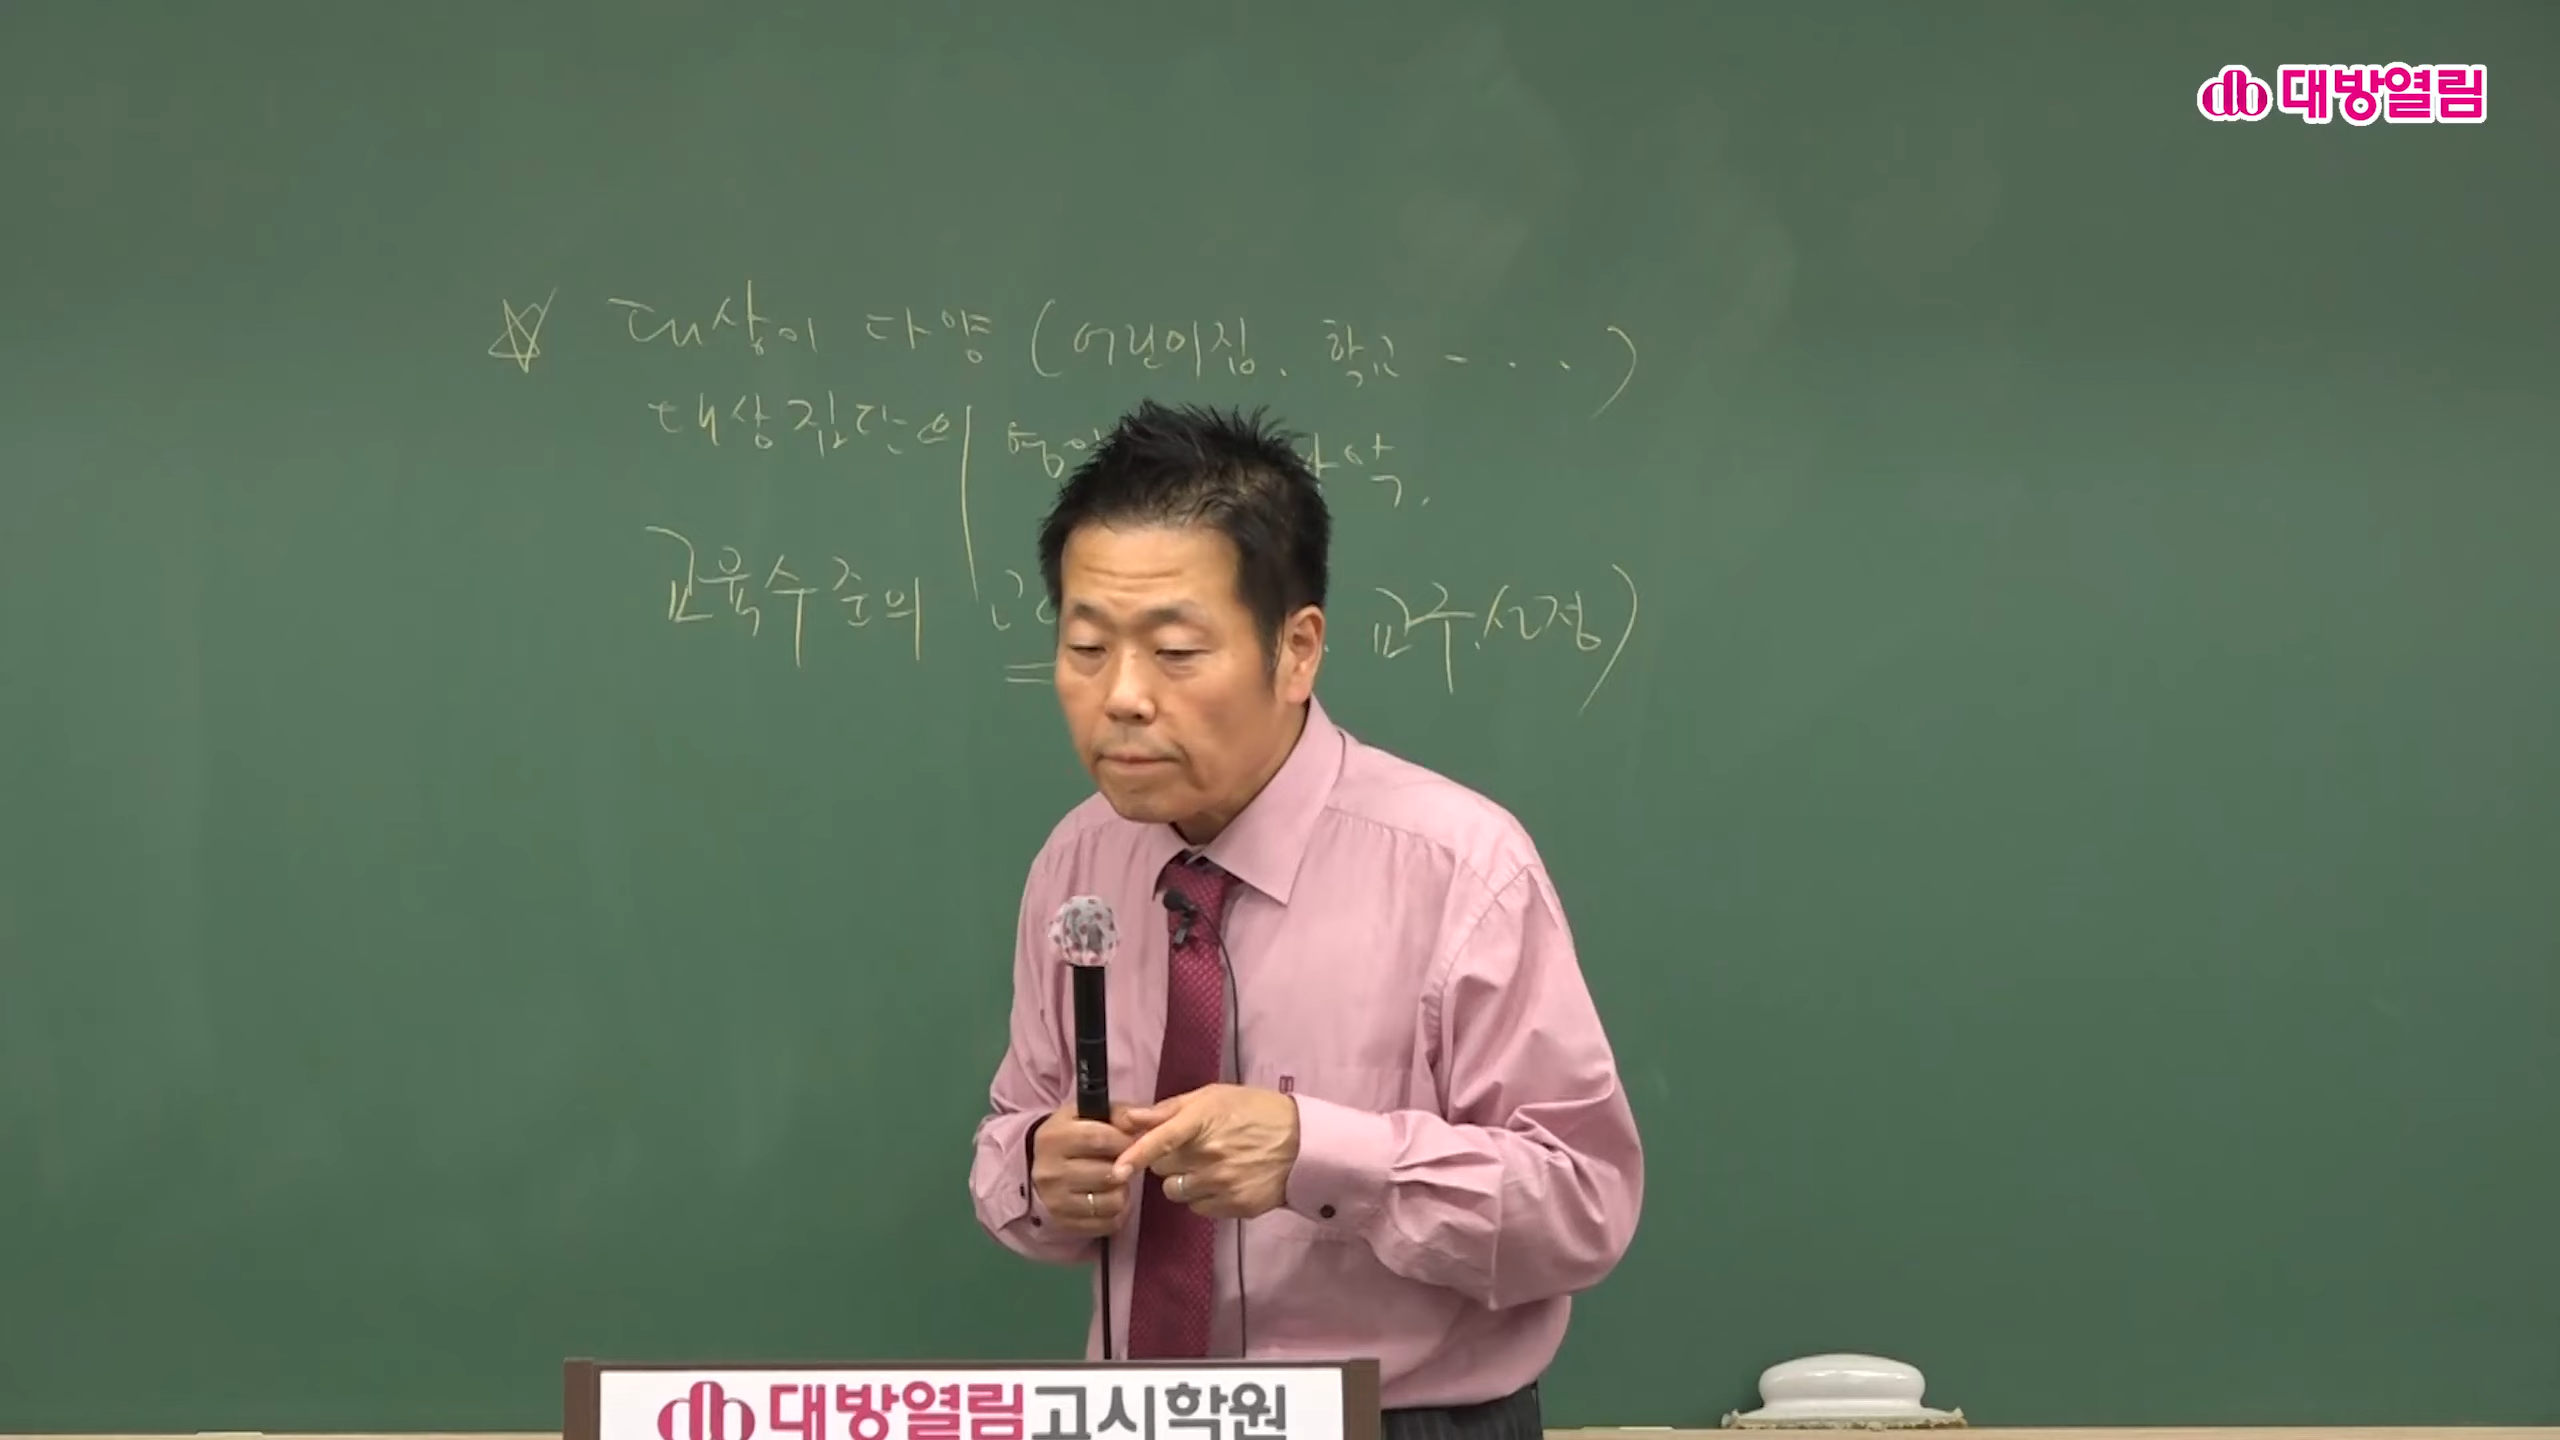 대방열림
☆ 대상이 다양 (어린이집. 학교 - . . .)
대상집단의
교육수준의 교수.선정)
대방열림고시학원